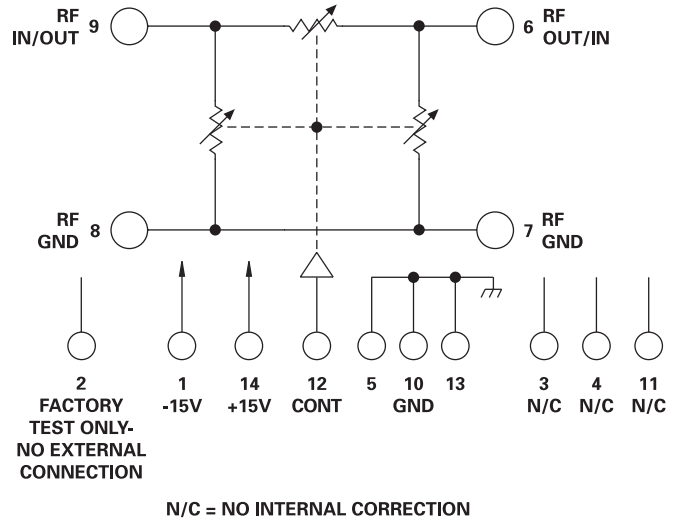 RF
IN/OUT 9
6 RF
OUT/IN
RF
GND 8
7 RF
GND
2
FACTORY
TEST ONLY-
NO EXTERNAL
CONNECTION
1
-15V
14
+15V
12
CONT
5 10 13
GND
3
N/C
4
N/C
11
N/C
N/C = NO INTERNAL CORRECTION